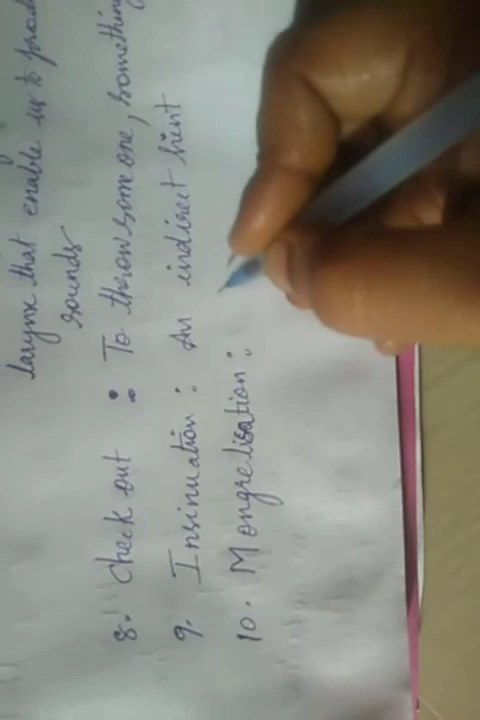 larynx that enable us to
sounds
8. Check out : To throw some one, something
9. Insinuation : An indirect hint
10. Mongrelisation :